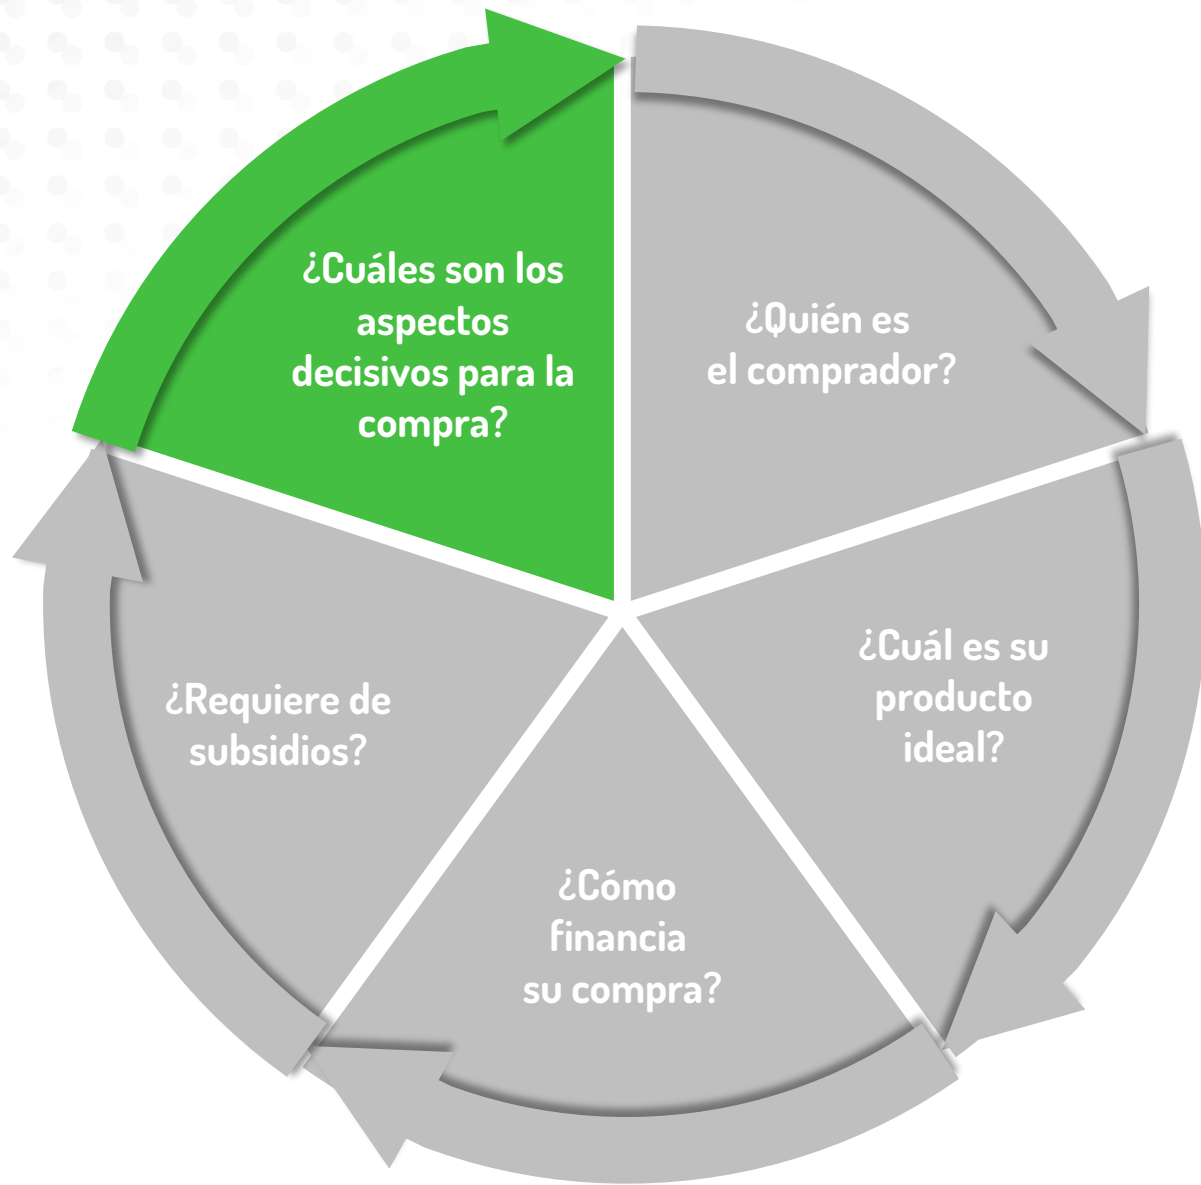 ¿Cuáles son los
aspectos
decisivos para la
compra?
¿Quién es
el comprador?
¿Cuál es su
producto
ideal?
¿Cómo
financia
su compra?
¿Requiere de
subsidios?